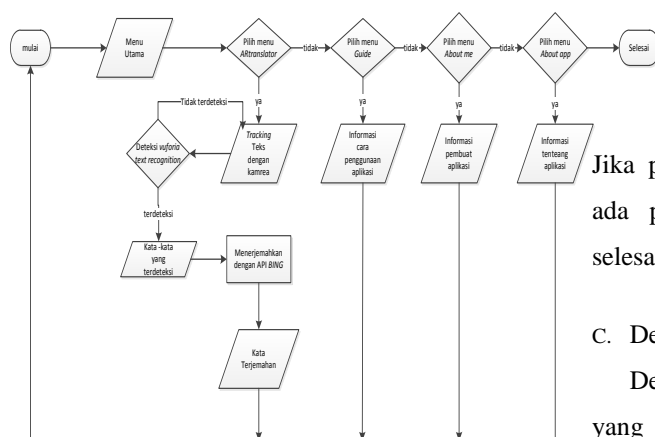 mulai
Menu
Utama
Pilih menu
ARtranslator
tidak
Pilih menu
Guide
tidak
Pilih menu
About me
tidak
Pilih menu
About app
Selesai
ya
ya
ya
ya
Tidak terdeteksi
Deteksi vuforia
text recognition
Tracking
Teks
dengan
kamrea
Informasi
cara
penggunaan
aplikasi
Informasi
pembuat
aplikasi
Informasi
tenteang
aplikasi
terdeteksi
Kata -kata
yang
terdeteksi
Menerjemahkan
dengan API BING
Kata
Terjemahan
Jika p
ada p
selesa
C. De
De
yang